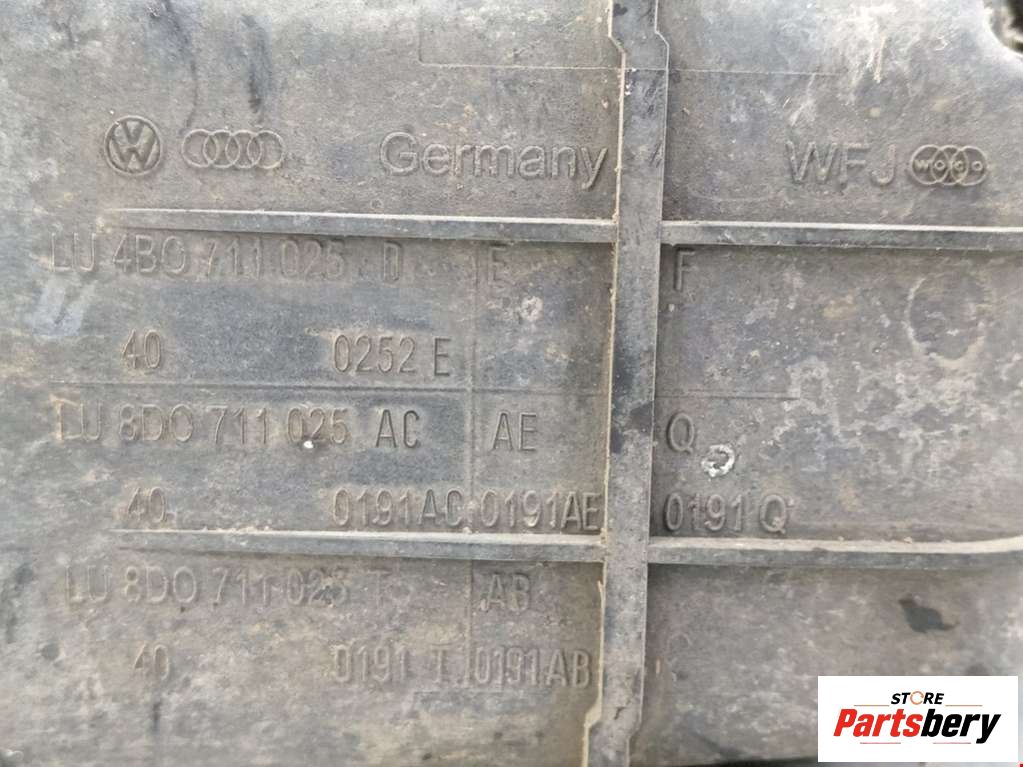 VW Germany WFJ
LU 4B0 711 025 D E F
40 0252 E
LU 8D0 711 025 AC AE Q
40 0191AC 0191AE 0191 Q
LU 8D0 711 025 T AB
40 0191 T 0191AB
STORE
Partsbery